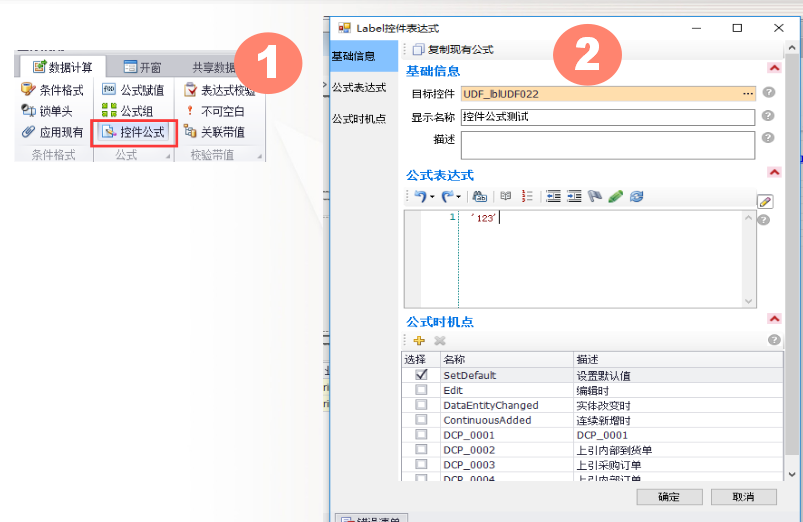 数据计算 开窗 共享数据
条件格式 公式赋值 表达式校验
锁单头 公式组 不可空白
应用现有 控件公式 关联带值
条件格式 公式 校验带值
1
2
Label控件表达式
基础信息
公式表达式
公式时机点
复制现有公式
基础信息
目标控件 UDF_lblUDF022 ...
显示名称 控件公式测试
描述
公式表达式
1 '123'
公式时机点
选择 名称 描述
SetDefault 设置默认值
Edit 编辑时
DataEntityChanged 实体改变时
ContinuousAdded 连续新增时
DCP_0001 DCP_0001
DCP_0002 上引内部到货单
DCP_0003 上引采购订单
DCP_0004 上引内部订单
确定 取消
错误清单